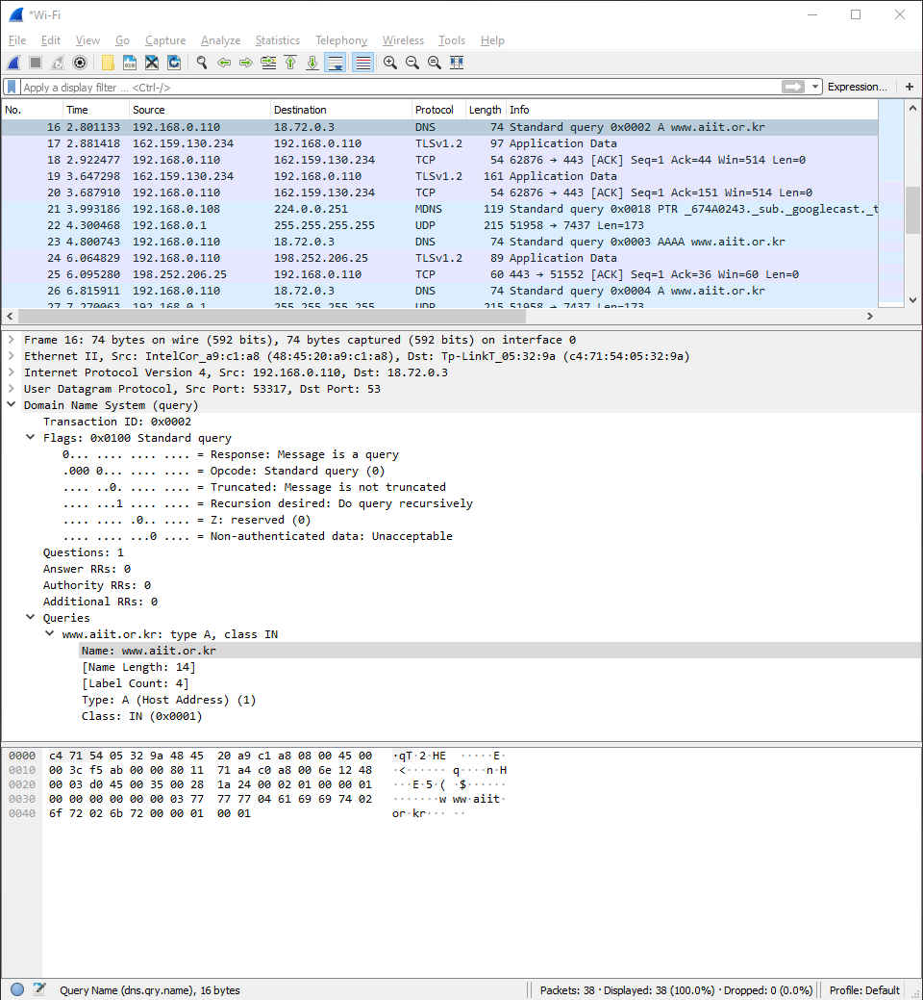 *Wi-Fi
File Edit View Go Capture Analyze Statistics Telephony Wireless Tools Help
Apply a display filter ... <Ctrl-/> Expression... +
No. Time Source Destination Protocol Length Info
16 2.801133 192.168.0.110 18.72.0.3 DNS 74 Standard query 0x0002 A www.aiit.or.kr
17 2.881418 162.159.130.234 192.168.0.110 TLSv1.2 97 Application Data
18 2.922477 192.168.0.110 162.159.130.234 TCP 54 62876 → 443 [ACK] Seq=1 Ack=44 Win=514 Len=0
19 3.647298 162.159.130.234 192.168.0.110 TLSv1.2 161 Application Data
20 3.687910 192.168.0.110 162.159.130.234 TCP 54 62876 → 443 [ACK] Seq=1 Ack=151 Win=514 Len=0
21 3.993186 192.168.0.108 224.0.0.251 MDNS 119 Standard query 0x0018 PTR _674A0243._sub._googlecast._t
22 4.300468 192.168.0.1 255.255.255.255 UDP 215 51958 → 7437 Len=173
23 4.800743 192.168.0.110 18.72.0.3 DNS 74 Standard query 0x0003 AAAA www.aiit.or.kr
24 6.064829 192.168.0.110 198.252.206.25 TLSv1.2 89 Application Data
25 6.095280 198.252.206.25 192.168.0.110 TCP 60 443 → 51552 [ACK] Seq=1 Ack=36 Win=60 Len=0
26 6.815911 192.168.0.110 18.72.0.3 DNS 74 Standard query 0x0004 A www.aiit.or.kr
27 7.270063 192.168.0.1 255.255.255.255 UDP 215 51958 → 7437 Len=173
Frame 16: 74 bytes on wire (592 bits), 74 bytes captured (592 bits) on interface 0
Ethernet II, Src: IntelCor_a9:c1:a8 (48:45:20:a9:c1:a8), Dst: Tp-LinkT_05:32:9a (c4:71:54:05:32:9a)
Internet Protocol Version 4, Src: 192.168.0.110, Dst: 18.72.0.3
User Datagram Protocol, Src Port: 53317, Dst Port: 53
Domain Name System (query)
Transaction ID: 0x0002
Flags: 0x0100 Standard query
0... .... .... .... = Response: Message is a query
.000 0... .... .... = Opcode: Standard query (0)
.... ..0. .... .... = Truncated: Message is not truncated
.... ...1 .... .... = Recursion desired: Do query recursively
.... .... .0.. .... = Z: reserved (0)
.... .... ...0 .... = Non-authenticated data: Unacceptable
Questions: 1
Answer RRs: 0
Authority RRs: 0
Additional RRs: 0
Queries
www.aiit.or.kr: type A, class IN
Name: www.aiit.or.kr
[Name Length: 14]
[Label Count: 4]
Type: A (Host Address) (1)
Class: IN (0x0001)
0000 c4 71 54 05 32 9a 48 45 20 a9 c1 a8 08 00 45 00 ·qT·2·HE ·····E·
0010 00 3c f5 ab 00 00 80 11 71 a4 c0 a8 00 6e 12 48 ·<······ q····n·H
0020 00 03 d0 45 00 35 00 28 1a 24 00 02 01 00 00 01 ···E·5·( ·$······
0030 00 00 00 00 00 00 03 77 77 77 04 61 69 69 74 02 ·······w ww·aiit·
0040 6f 72 02 6b 72 00 00 01 00 01 or·kr··· ··
Query Name (dns.qry.name), 16 bytes Packets: 38 · Displayed: 38 (100.0%) · Dropped: 0 (0.0%) Profile: Default